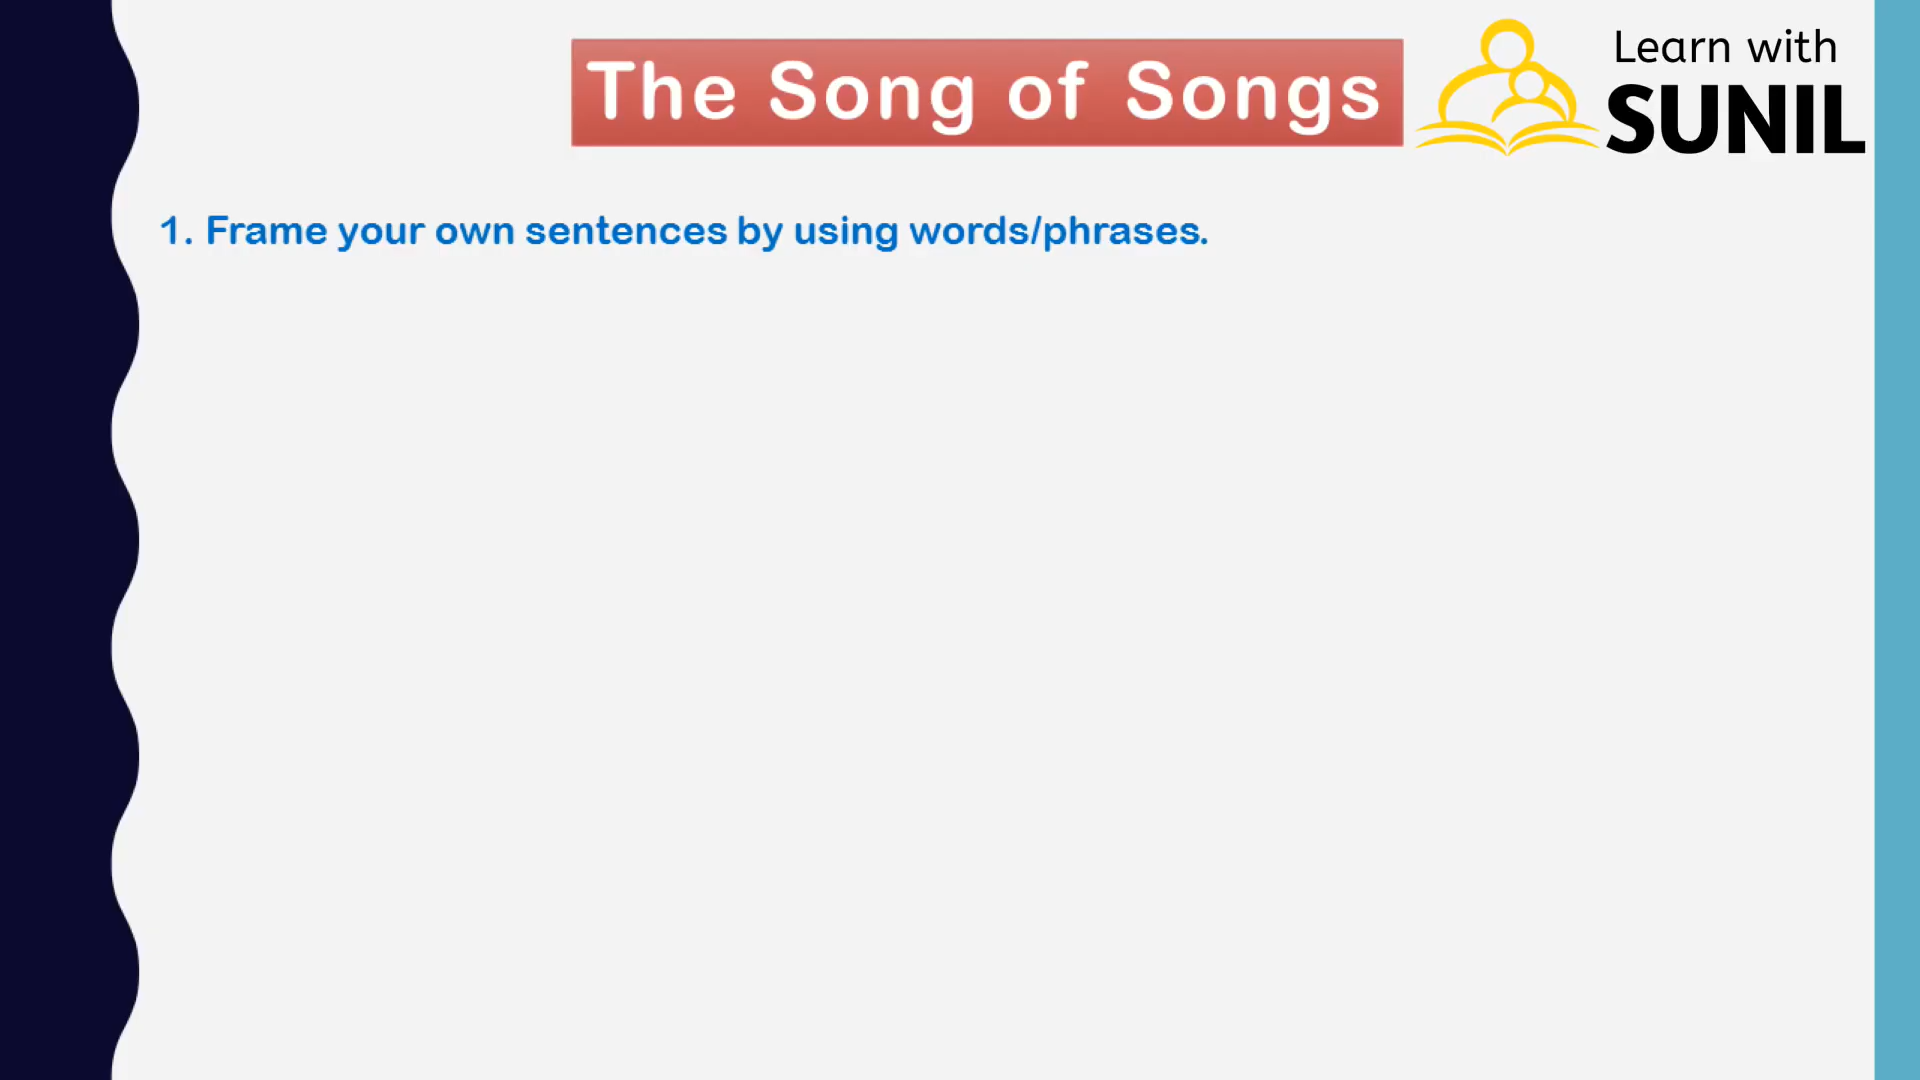 The Song of Songs
Learn with
SUNIL
1. Frame your own sentences by using words/phrases.